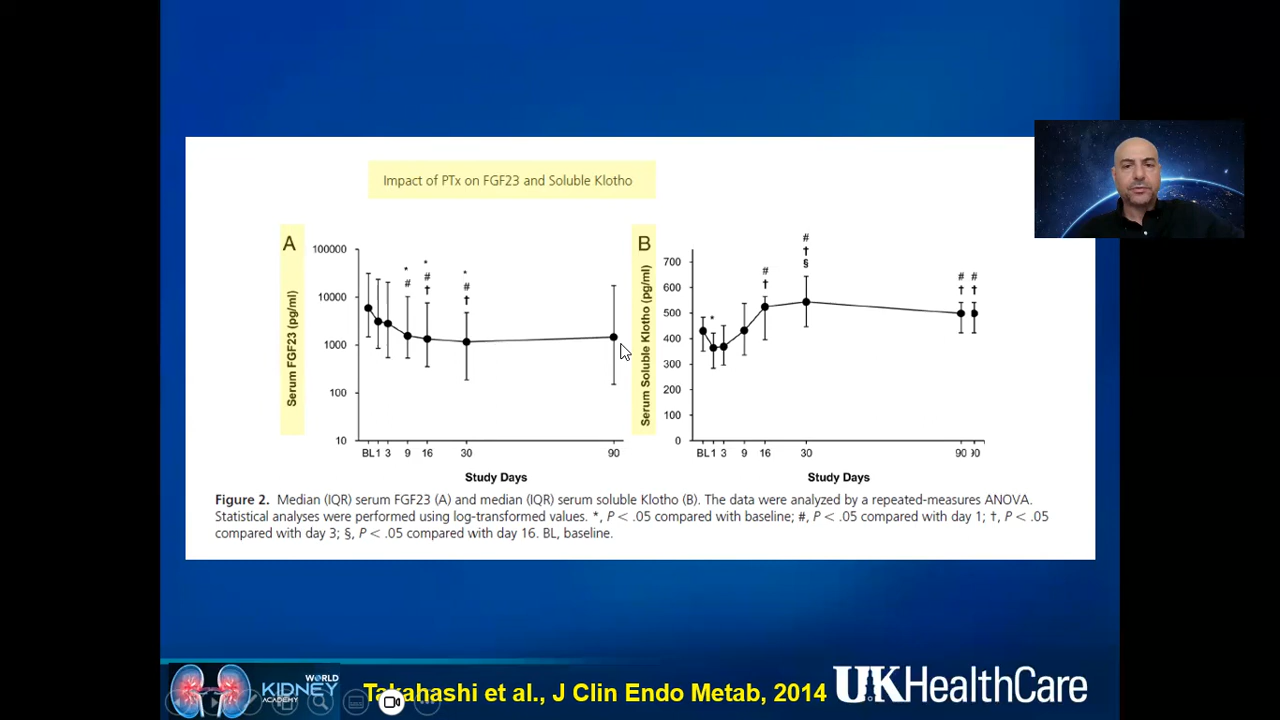 Impact of PTx on FGF23 and Soluble Klotho
A
Serum FGF23 (pg/ml)
100000
10000
1000
100
10
* # * # † * # †
BL 1 3 9 16 30 90
Study Days
B
Serum Soluble Klotho (pg/ml)
700
600
500
400
300
200
100
0
* # † # † § # † # †
BL 1 3 9 16 30 90 90
Study Days
Figure 2. Median (IQR) serum FGF23 (A) and median (IQR) serum soluble Klotho (B). The data were analyzed by a repeated-measures ANOVA.
Statistical analyses were performed using log-transformed values. *, P < .05 compared with baseline; #, P < .05 compared with day 1; †, P < .05
compared with day 3; §, P < .05 compared with day 16. BL, baseline.
WORLD
KIDNEY
ACADEMY
Takahashi et al., J Clin Endo Metab, 2014
UKHealthCare